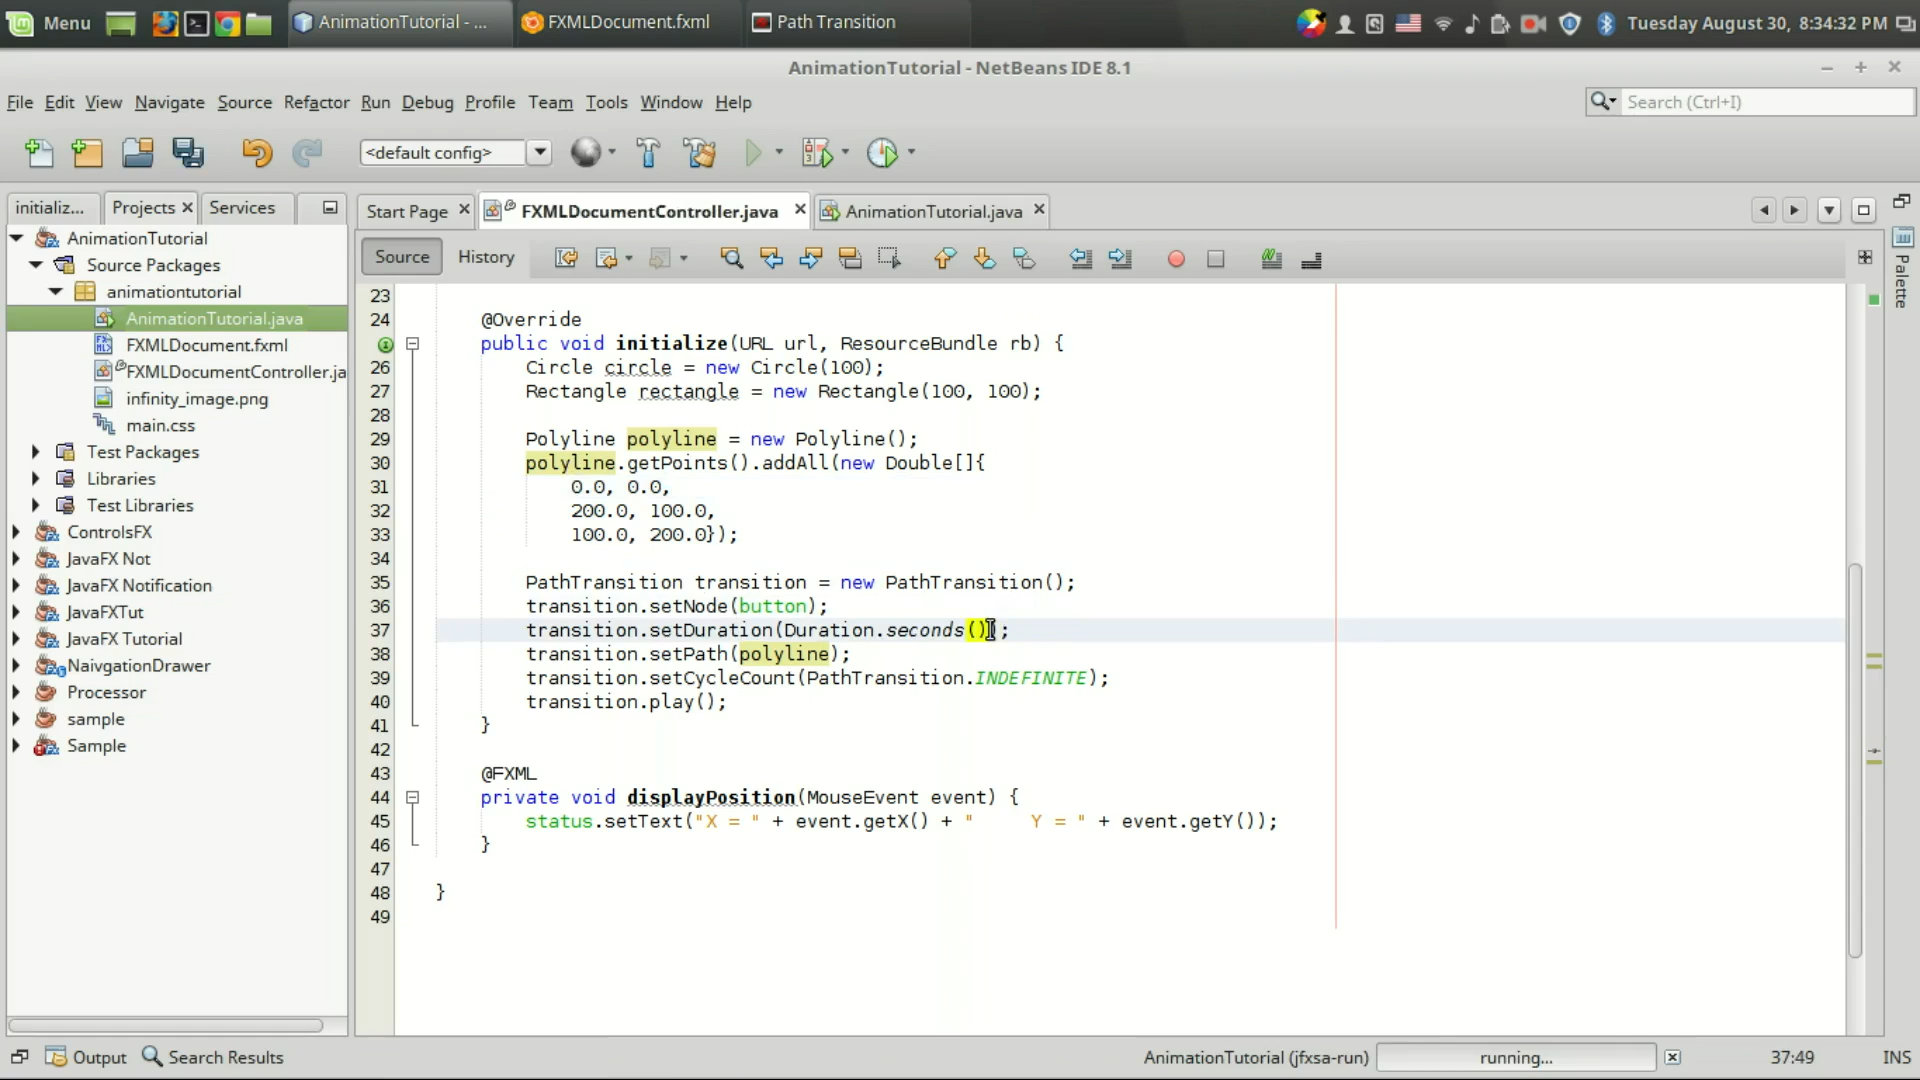 Menu
AnimationTutorial - ...
FXMLDocument.fxml
Path Transition
Tuesday August 30, 8:34:32 PM
AnimationTutorial - NetBeans IDE 8.1
File Edit View Navigate Source Refactor Run Debug Profile Team Tools Window Help
Search (Ctrl+I)
<default config>
initializ...
Projects
Services
Start Page
FXMLDocumentController.java
AnimationTutorial.java
Source
History
Palette
AnimationTutorial
Source Packages
animationtutorial
AnimationTutorial.java
FXMLDocument.fxml
FXMLDocumentController.ja
infinity_image.png
main.css
Test Packages
Libraries
Test Libraries
ControlsFX
JavaFX Not
JavaFX Notification
JavaFXTut
JavaFX Tutorial
NaivgationDrawer
Processor
sample
Sample
23
24 @Override
public void initialize(URL url, ResourceBundle rb) {
26 Circle circle = new Circle(100);
27 Rectangle rectangle = new Rectangle(100, 100);
28
29 Polyline polyline = new Polyline();
30 polyline.getPoints().addAll(new Double[]{
31 0.0, 0.0,
32 200.0, 100.0,
33 100.0, 200.0});
34
35 PathTransition transition = new PathTransition();
36 transition.setNode(button);
37 transition.setDuration(Duration.seconds());
38 transition.setPath(polyline);
39 transition.setCycleCount(PathTransition.INDEFINITE);
40 transition.play();
41 }
42
43 @FXML
44 private void displayPosition(MouseEvent event) {
45 status.setText("X = " + event.getX() + "     Y = " + event.getY());
46 }
47
48 }
49
Output
Search Results
AnimationTutorial (jfxsa-run)
running...
37:49
INS